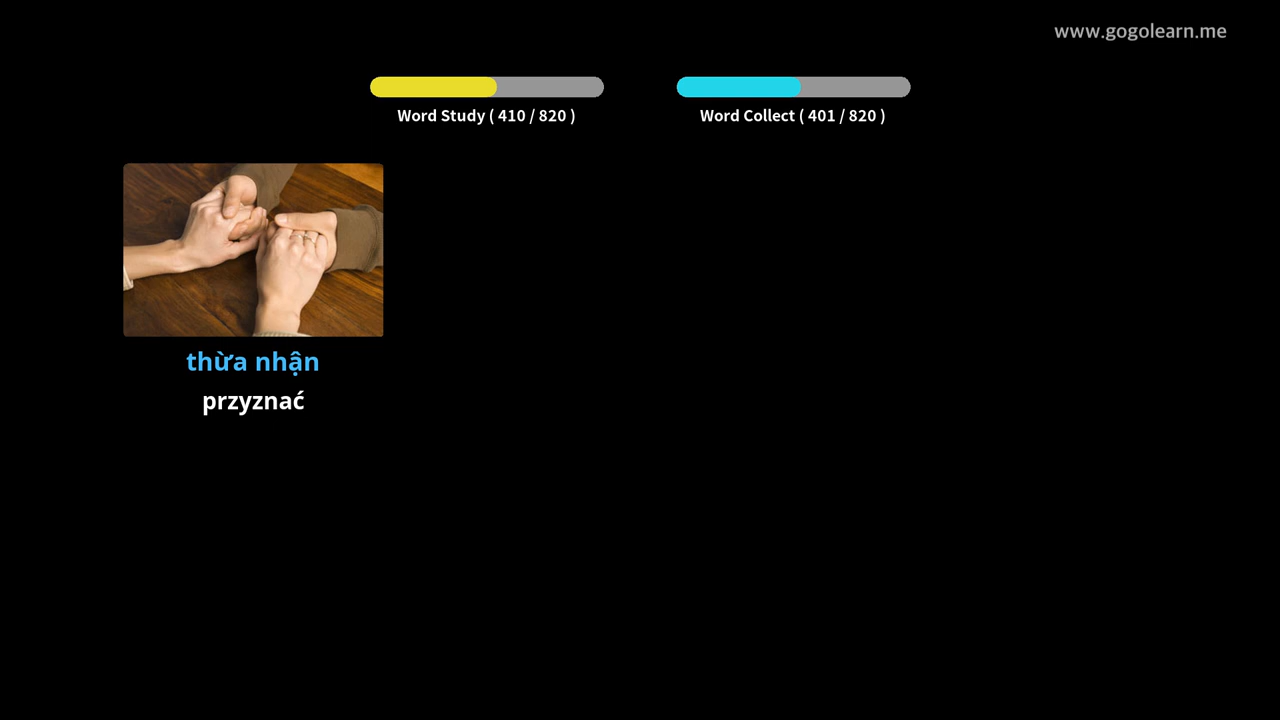 www.gogolearn.me
Word Study ( 410 / 820 )
Word Collect ( 401 / 820 )
thừa nhận
przyznać